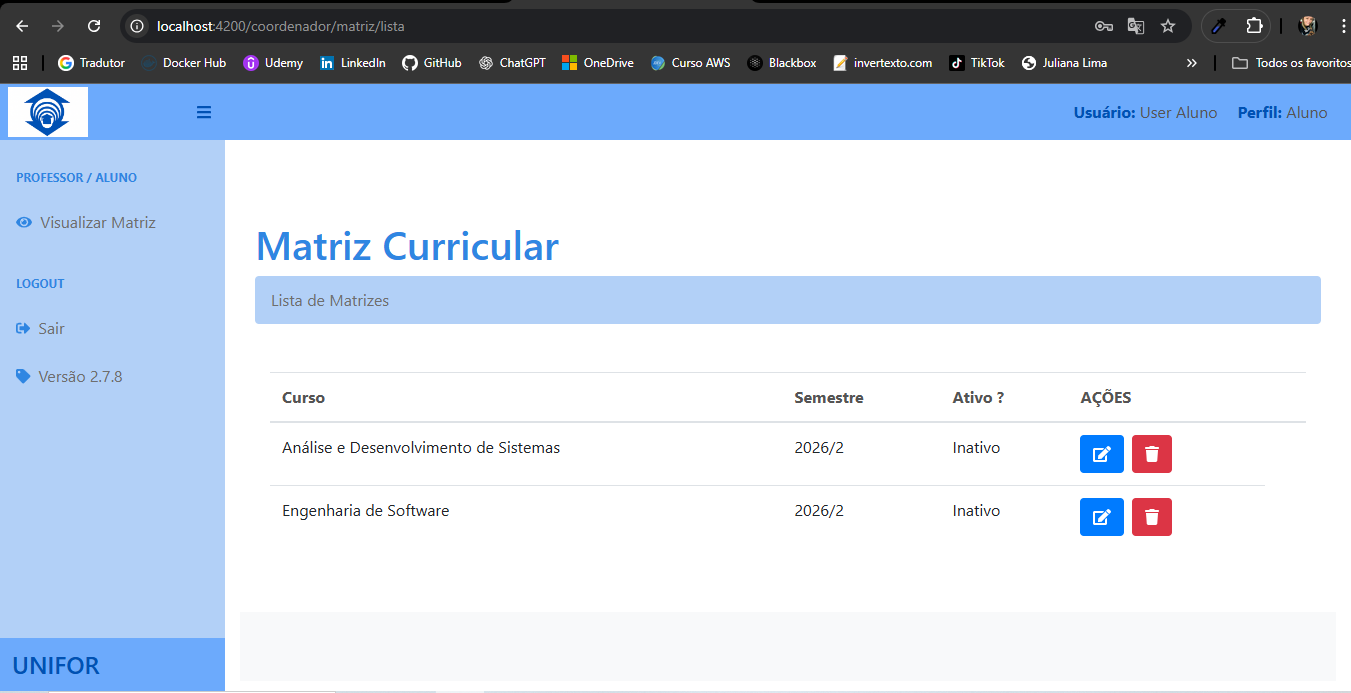 localhost:4200/coordenador/matriz/lista
Tradutor Docker Hub Udemy LinkedIn GitHub ChatGPT OneDrive Curso AWS Blackbox invertexto.com TikTok Juliana Lima » Todos os favoritos
Usuário: User Aluno Perfil: Aluno
PROFESSOR / ALUNO
Visualizar Matriz
LOGOUT
Sair
Versão 2.7.8
UNIFOR
Matriz Curricular
Lista de Matrizes
Curso Semestre Ativo ? AÇÕES
Análise e Desenvolvimento de Sistemas 2026/2 Inativo
Engenharia de Software 2026/2 Inativo